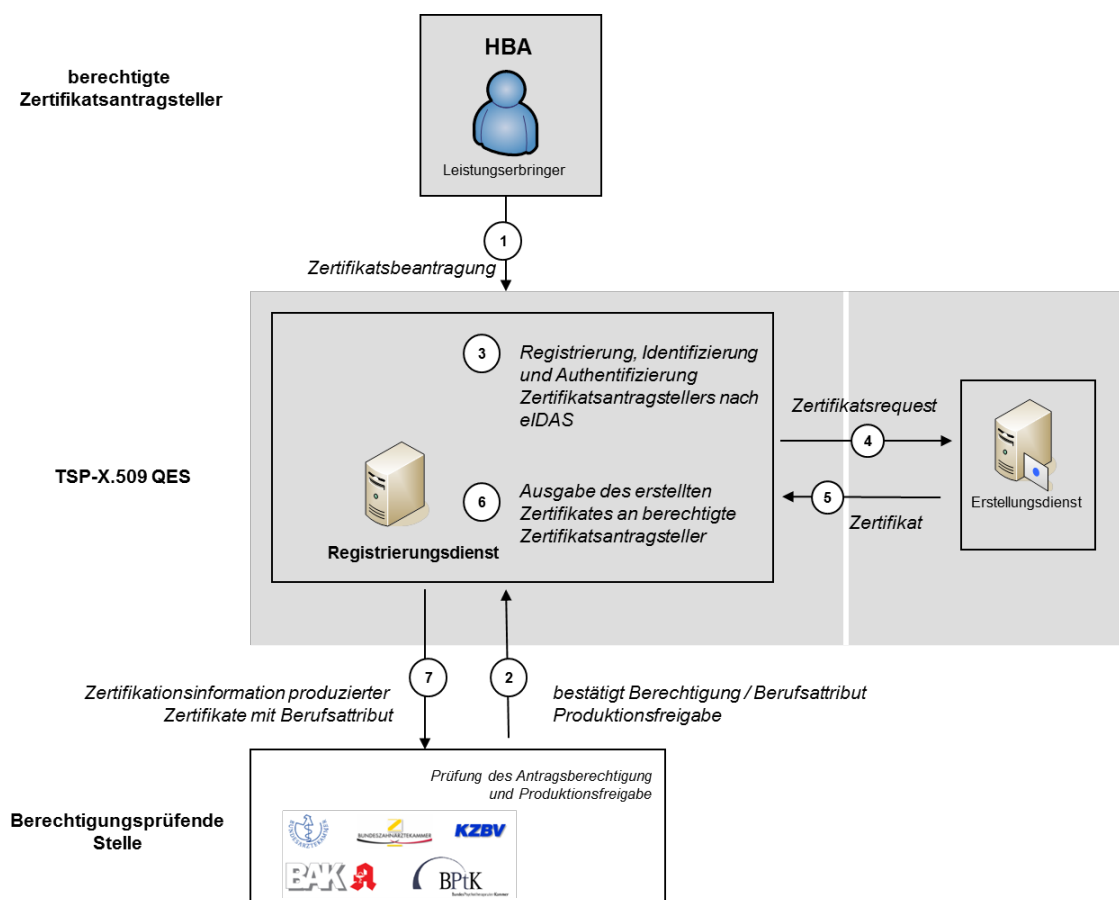 HBA
berechtigte
Zertifikatsantragsteller
Leistungserbringer
1
Zertifikatsbeantragung
3
Registrierung, Identifizierung
und Authentifizierung
Zertifikatsantragstellers nach
eIDAS
Zertifikatsrequest
4
TSP-X.509 QES
6
Ausgabe des erstellten
Zertifikates an berechtigte
Zertifikatsantragsteller
5
Zertifikat
Erstellungsdienst
Registrierungsdienst
7
2
Zertifikationsinformation produzierter
Zertifikate mit Berufsattribut
bestätigt Berechtigung / Berufsattribut
Produktionsfreigabe
Prüfung des Antragsberechtigung
und Produktionsfreigabe
Berechtigungsprüfende
Stelle
BUNDESÄRZTEKAMMER
BUNDESZAHNÄRZTEKAMMER
KZBV
BAK
BPtK
BundesPsychotherapeutenKammer